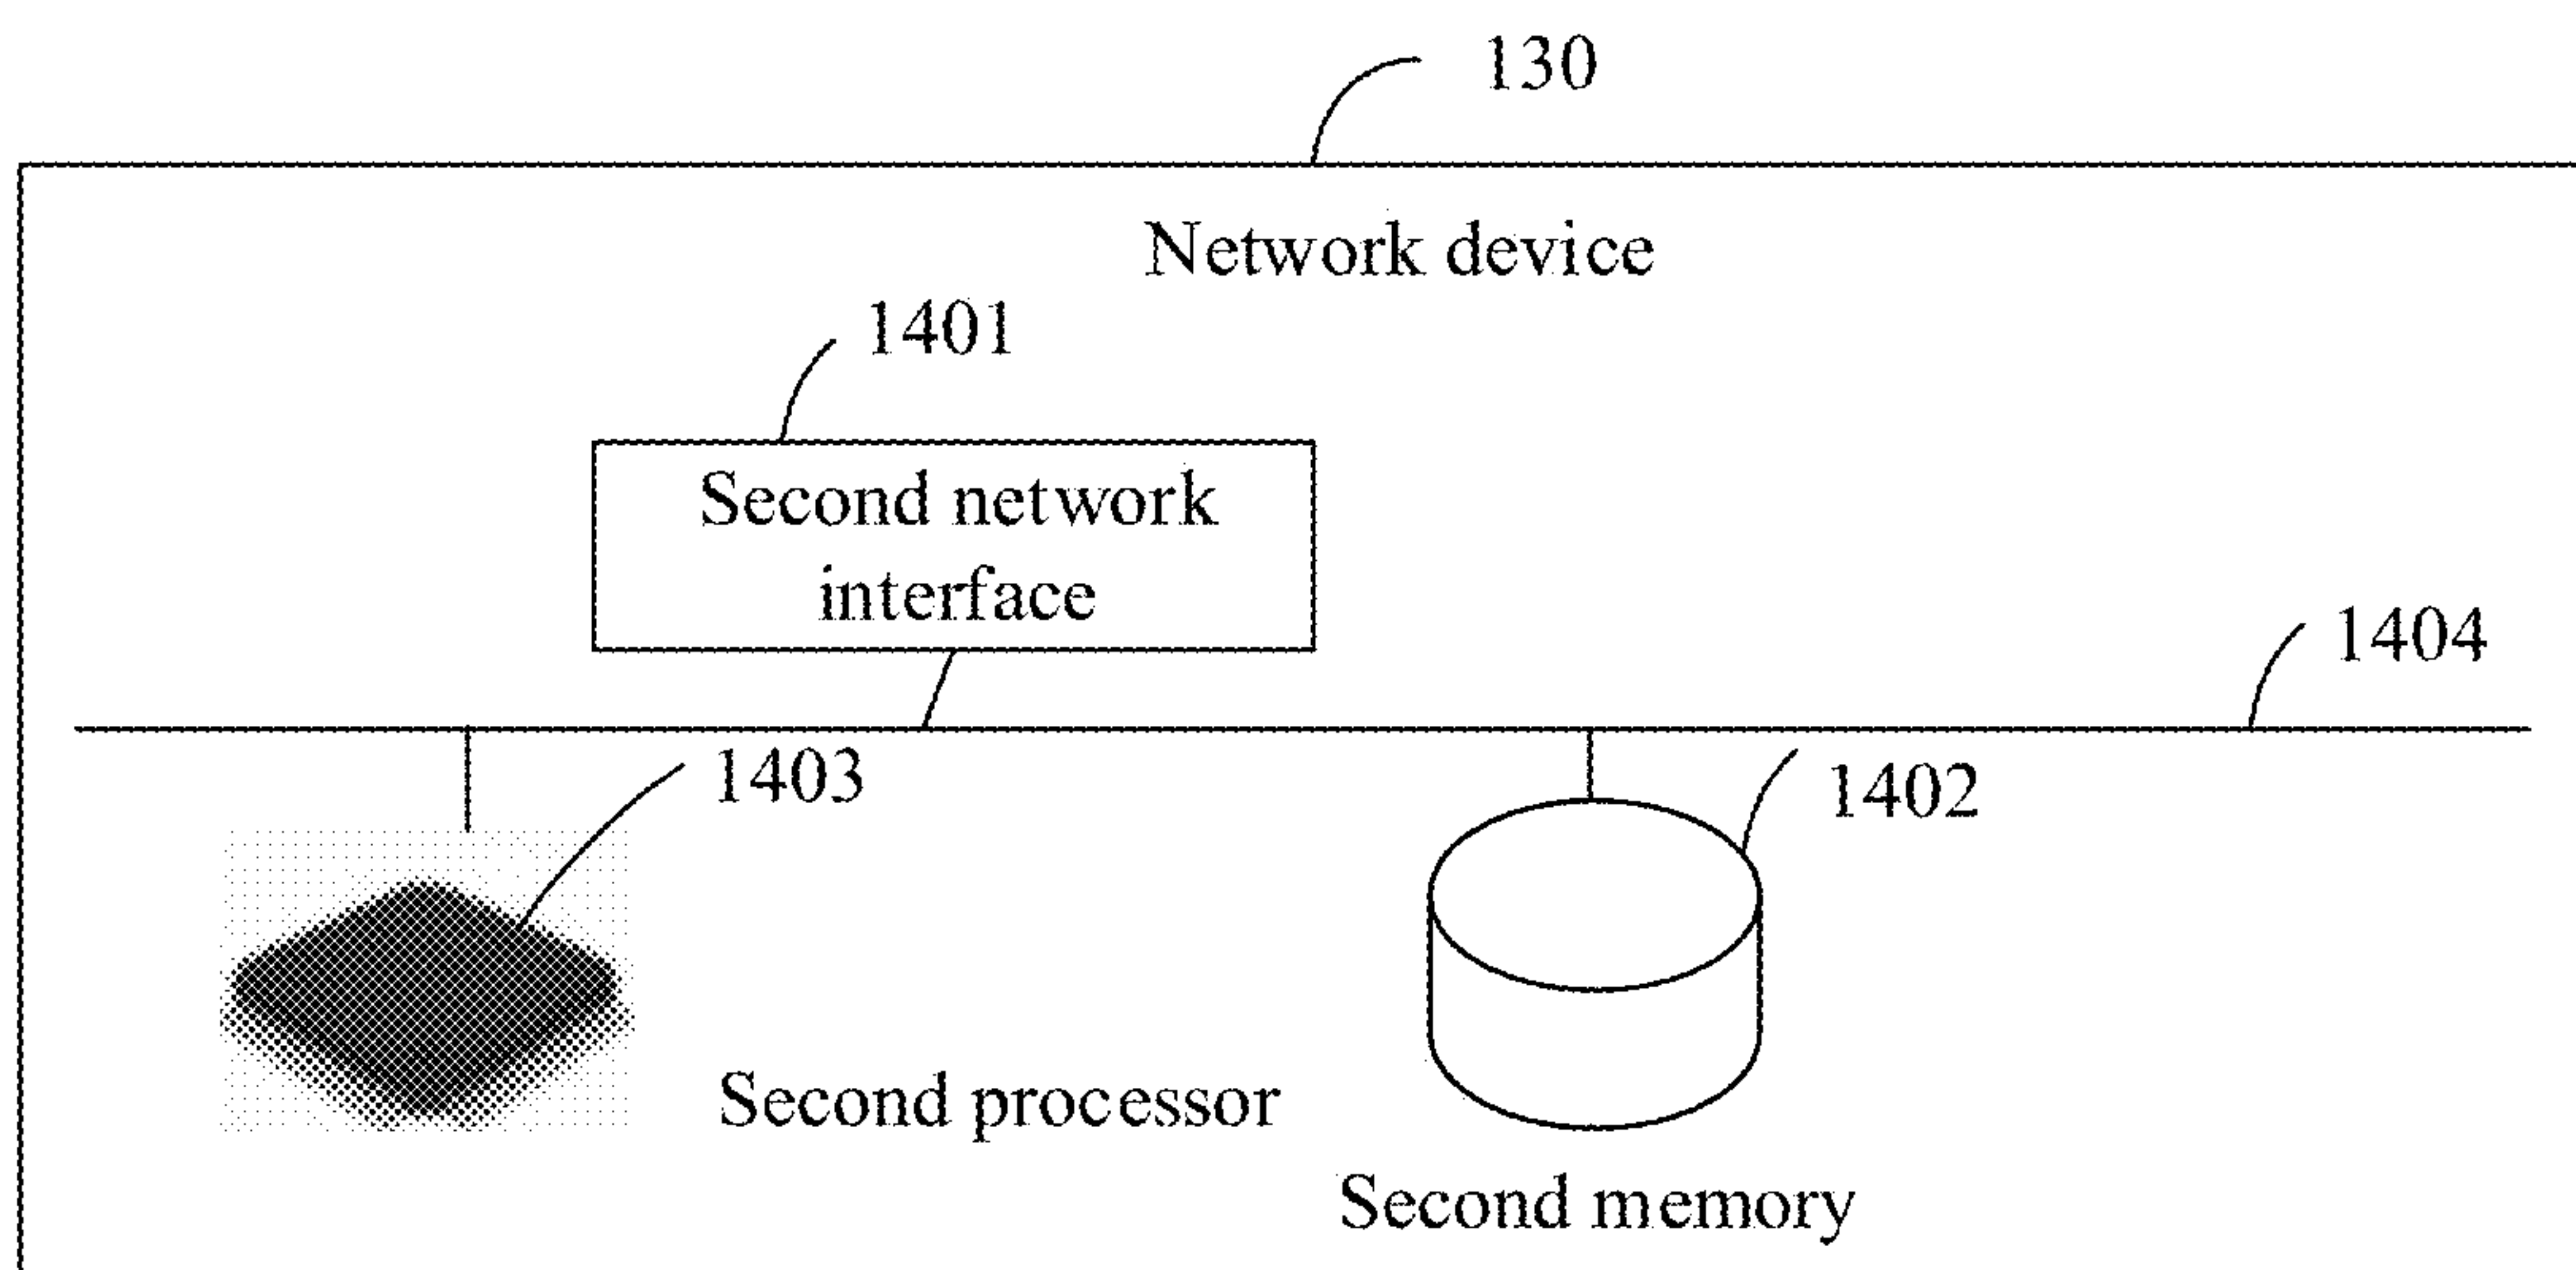 130
Network device
1401
Second network
interface
1404
1403
1402
Second processor
Second memory